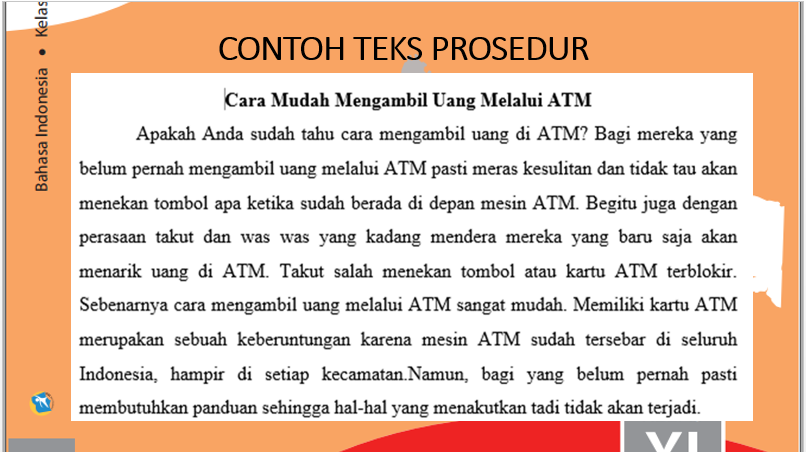 CONTOH TEKS PROSEDUR
Cara Mudah Mengambil Uang Melalui ATM
Apakah Anda sudah tahu cara mengambil uang di ATM? Bagi mereka yang
belum pernah mengambil uang melalui ATM pasti meras kesulitan dan tidak tau akan
menekan tombol apa ketika sudah berada di depan mesin ATM. Begitu juga dengan
perasaan takut dan was was yang kadang mendera mereka yang baru saja akan
menarik uang di ATM. Takut salah menekan tombol atau kartu ATM terblokir.
Sebenarnya cara mengambil uang melalui ATM sangat mudah. Memiliki kartu ATM
merupakan sebuah keberuntungan karena mesin ATM sudah tersebar di seluruh
Indonesia, hampir di setiap kecamatan.Namun, bagi yang belum pernah pasti
membutuhkan panduan sehingga hal-hal yang menakutkan tadi tidak akan terjadi.
Bahasa Indonesia • Kelas
XI